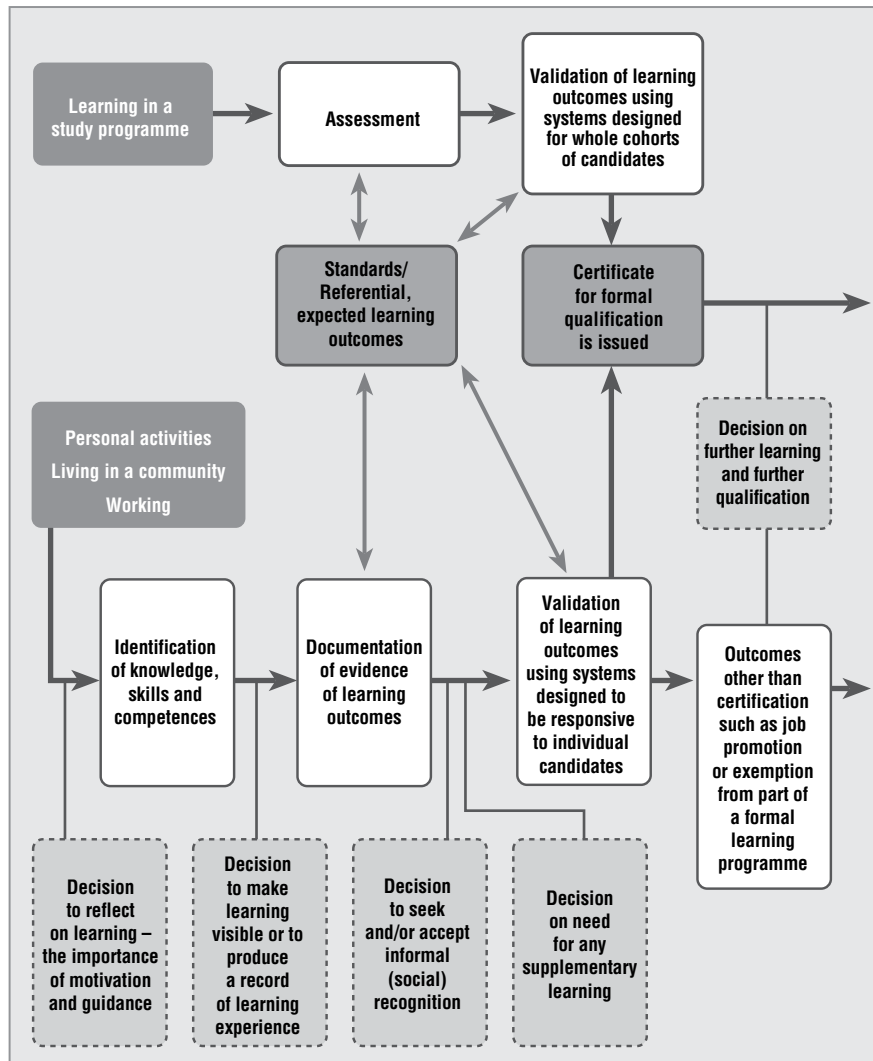 Learning in a
study programme
Assessment
Validation of learning
outcomes using
systems designed
for whole cohorts
of candidates
Standards/
Referential,
expected learning
outcomes
Certificate
for formal
qualification
is issued
Personal activities
Living in a community
Working
Decision on
further learning
and further
qualification
Identification
of knowledge,
skills and
competences
Documentation
of evidence
of learning
outcomes
Validation
of learning
outcomes
using systems
designed to
be responsive
to individual
candidates
Outcomes
other than
certification
such as job
promotion
or exemption
from part of
a formal
learning
programme
Decision
to reflect
on learning –
the importance
of motivation
and guidance
Decision
to make
learning
visible or to
produce
a record
of learning
experience
Decision
to seek
and/or accept
informal
(social)
recognition
Decision
on need
for any
supplementary
learning